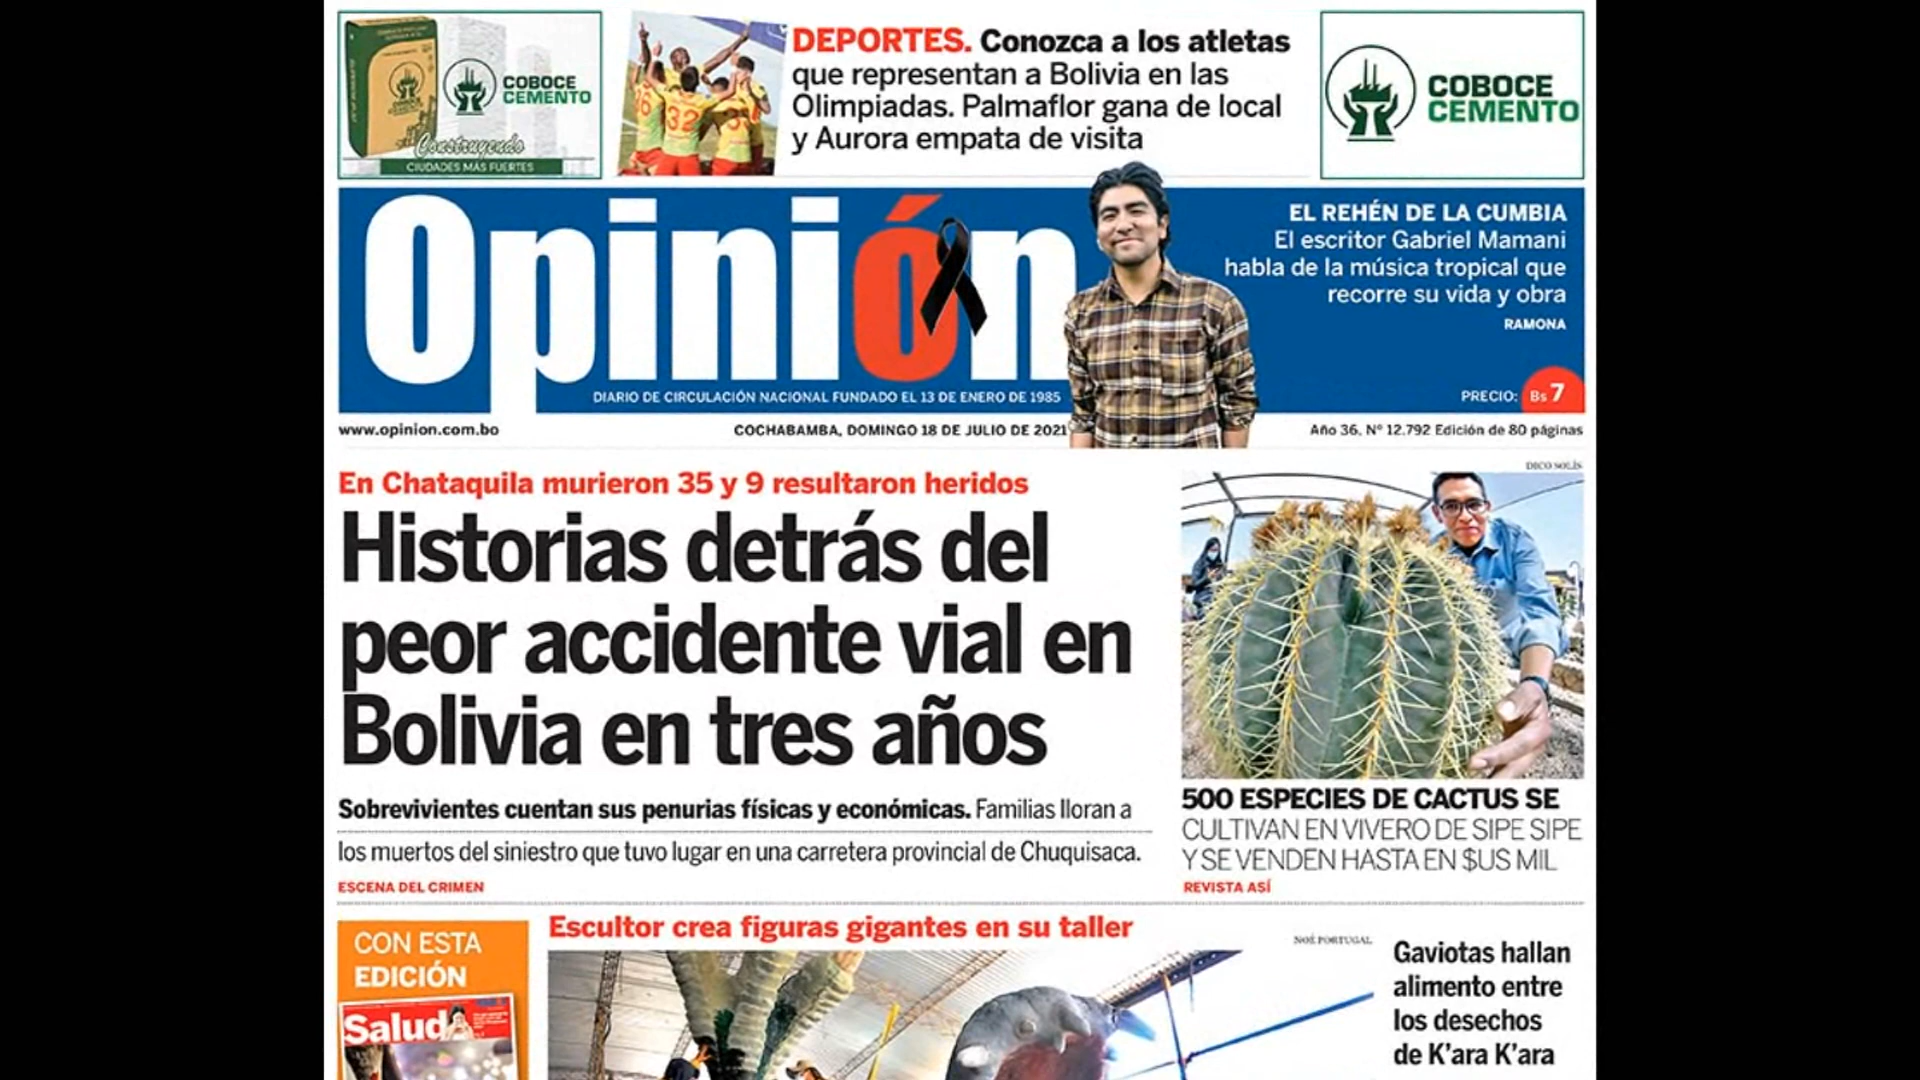 COBOCE
CEMENTO
Construyendo
CIUDADES MÁS FUERTES
DEPORTES. Conozca a los atletas
que representan a Bolivia en las
Olimpiadas. Palmaflor gana de local
y Aurora empata de visita
COBOCE
CEMENTO
Opinión
DIARIO DE CIRCULACIÓN NACIONAL FUNDADO EL 13 DE ENERO DE 1985
EL REHÉN DE LA CUMBIA
El escritor Gabriel Mamani
habla de la música tropical que
recorre su vida y obra
RAMONA
PRECIO: Bs 7
www.opinion.com.bo
COCHABAMBA, DOMINGO 18 DE JULIO DE 2021
Año 36. Nº 12.792 Edición de 80 páginas
En Chataquila murieron 35 y 9 resultaron heridos
Historias detrás del
peor accidente vial en
Bolivia en tres años
Sobrevivientes cuentan sus penurias físicas y económicas. Familias lloran a
los muertos del siniestro que tuvo lugar en una carretera provincial de Chuquisaca.
ESCENA DEL CRIMEN
DICO SOLÍS
500 ESPECIES DE CACTUS SE
CULTIVAN EN VIVERO DE SIPE SIPE
Y SE VENDEN HASTA EN $US MIL
REVISTA ASÍ
CON ESTA
EDICIÓN
Salud
Escultor crea figuras gigantes en su taller
NOÉ PORTUGAL
Gaviotas hallan
alimento entre
los desechos
de K'ara K'ara